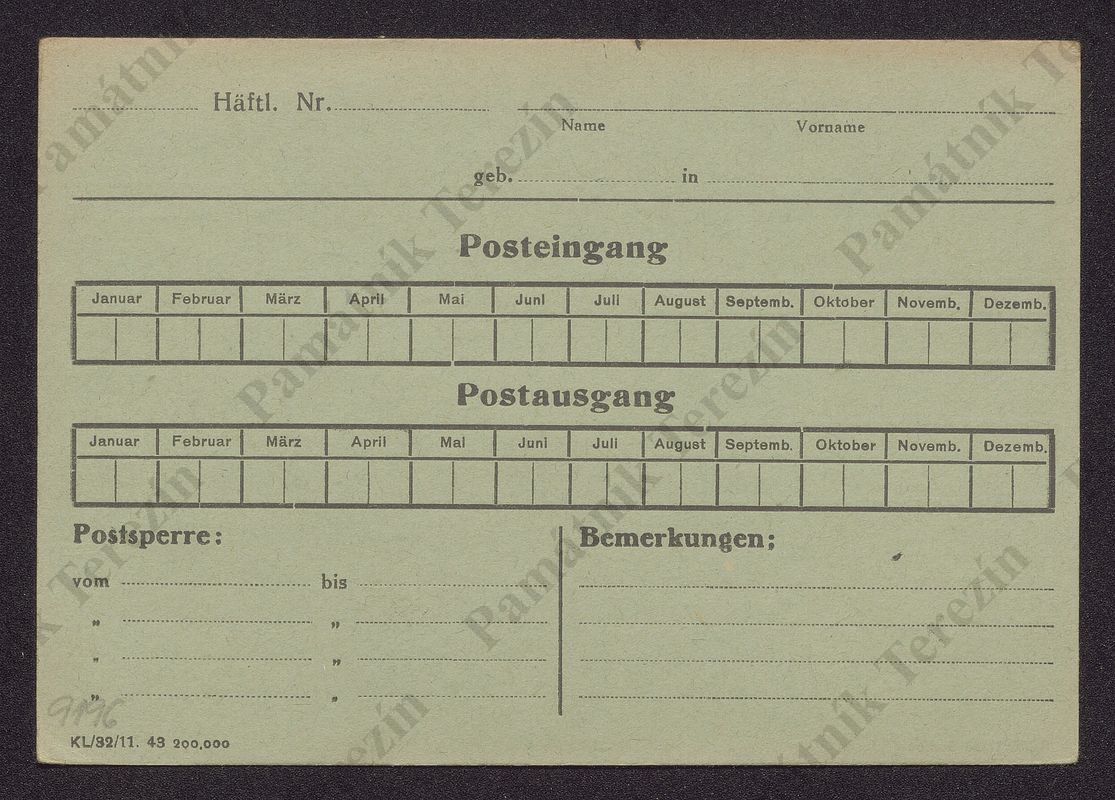 Häftl. Nr.
Name Vorname
geb. in
Posteingang
Januar Februar März April Mai Juni Juli August Septemb. Oktober Novemb. Dezemb.
Postausgang
Januar Februar März April Mai Juni Juli August Septemb. Oktober Novemb. Dezemb.
Postsperre: Bemerkungen:
vom bis
„ „
„ „
„ „
KL/32/11. 43 200,000
Památník Terezín